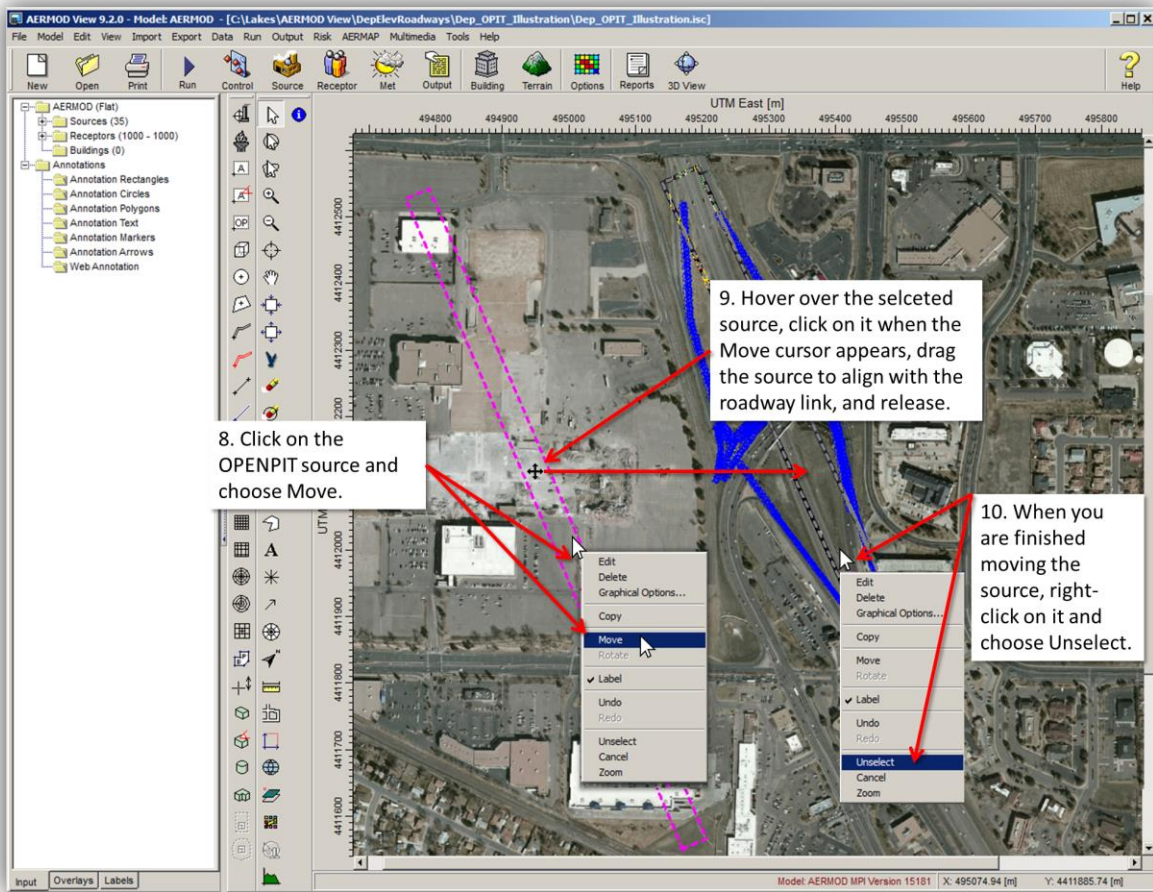 AERMOD View 9.2.0 - Model: AERMOD - [C:\Lakes\AERMOD View\DepElevRoadways\Dep_OPIT_Illustration\Dep_OPIT_Illustration.isc]
File Model Edit View Import Export Data Run Output Risk AERMAP Multimedia Tools Help
New Open Print Run Control Source Receptor Met Output Building Terrain Options Reports 3D View Help
AERMOD (Flat)
Sources (35)
Receptors (1000 - 1000)
Buildings (0)
Annotations
Annotation Rectangles
Annotation Circles
Annotation Polygons
Annotation Text
Annotation Markers
Annotation Arrows
Web Annotation
A
A
OP
A
N
UTM East [m]
494800 494900 495000 495100 495200 495300 495400 495500 495600 495700 495800
4412500
4412400
4412300
2200
UTM
4412000
4411900
4411800
4411700
4411600
9. Hover over the selceted
source, click on it when the
Move cursor appears, drag
the source to align with the
roadway link, and release.
8. Click on the
OPENPIT source and
choose Move.
10. When you
are finished
moving the
source, right-
click on it and
choose Unselect.
Edit
Delete
Graphical Options...
Copy
Move
Rotate
Label
Undo
Redo
Unselect
Cancel
Zoom
Edit
Delete
Graphical Options...
Copy
Move
Rotate
Label
Undo
Redo
Unselect
Cancel
Zoom
Input Overlays Labels
Model: AERMOD MPI Version 15181 X: 495074.94 [m] Y: 4411885.74 [m]